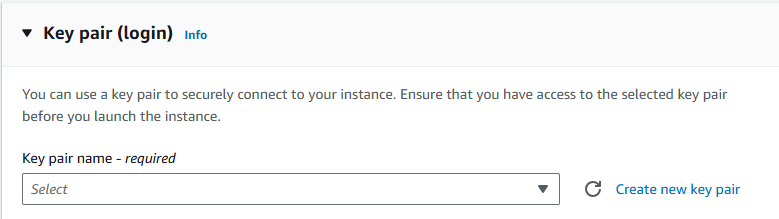 Key pair (login) Info
You can use a key pair to securely connect to your instance. Ensure that you have access to the selected key pair
before you launch the instance.
Key pair name - required
Select
Create new key pair